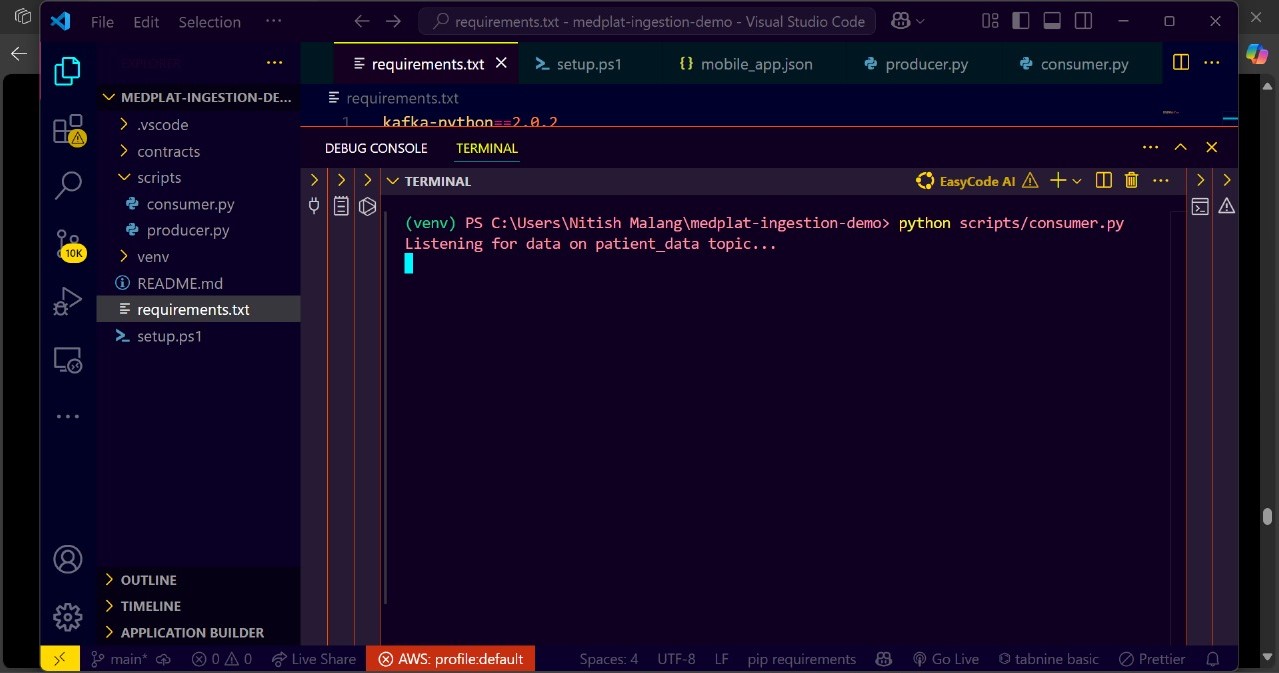 File Edit Selection ···
requirements.txt - medplat-ingestion-demo - Visual Studio Code
requirements.txt
setup.ps1
{} mobile_app.json
producer.py
consumer.py
MEDPLAT-INGESTION-DE...
.vscode
contracts
scripts
consumer.py
producer.py
venv
README.md
requirements.txt
setup.ps1
10K
OUTLINE
TIMELINE
APPLICATION BUILDER
requirements.txt
1 kafka-python==2.0.2
DEBUG CONSOLE TERMINAL
TERMINAL
EasyCode AI
(venv) PS C:\Users\Nitish Malang\medplat-ingestion-demo> python scripts/consumer.py
Listening for data on patient_data topic...
main* 0 0 Live Share AWS: profile:default Spaces: 4 UTF-8 LF pip requirements Go Live tabnine basic Prettier